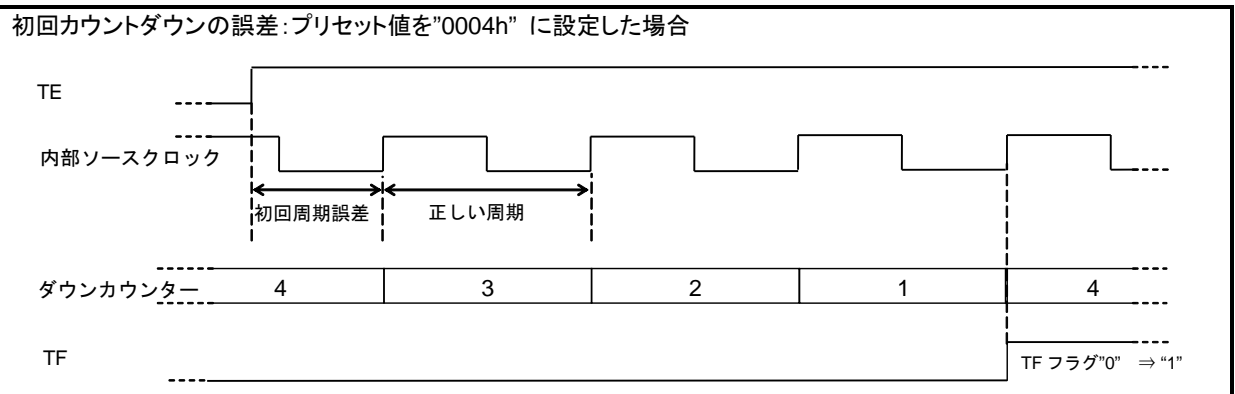 初回カウントダウンの誤差:プリセット値を”0004h” に設定した場合
TE
内部ソースクロック
初回周期誤差
正しい周期
ダウンカウンター 4 3 2 1 4
TF
TF フラグ”0” ⇒ “1”